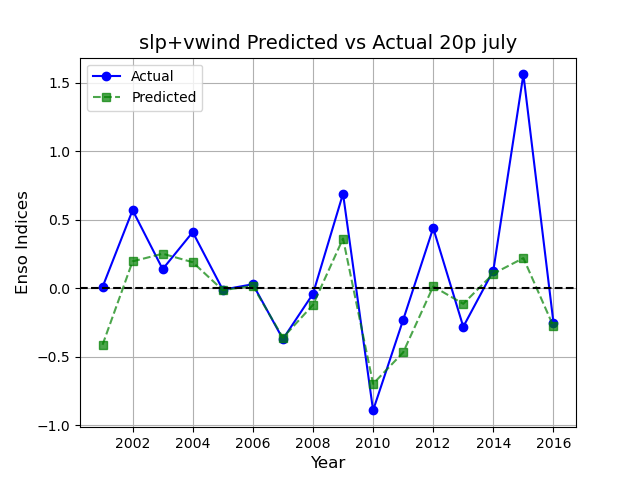 slp+vwind Predicted vs Actual 20p july
Actual
Predicted
1.5
1.0
0.5
0.0
−0.5
−1.0
Enso Indices
2002 2004 2006 2008 2010 2012 2014 2016
Year